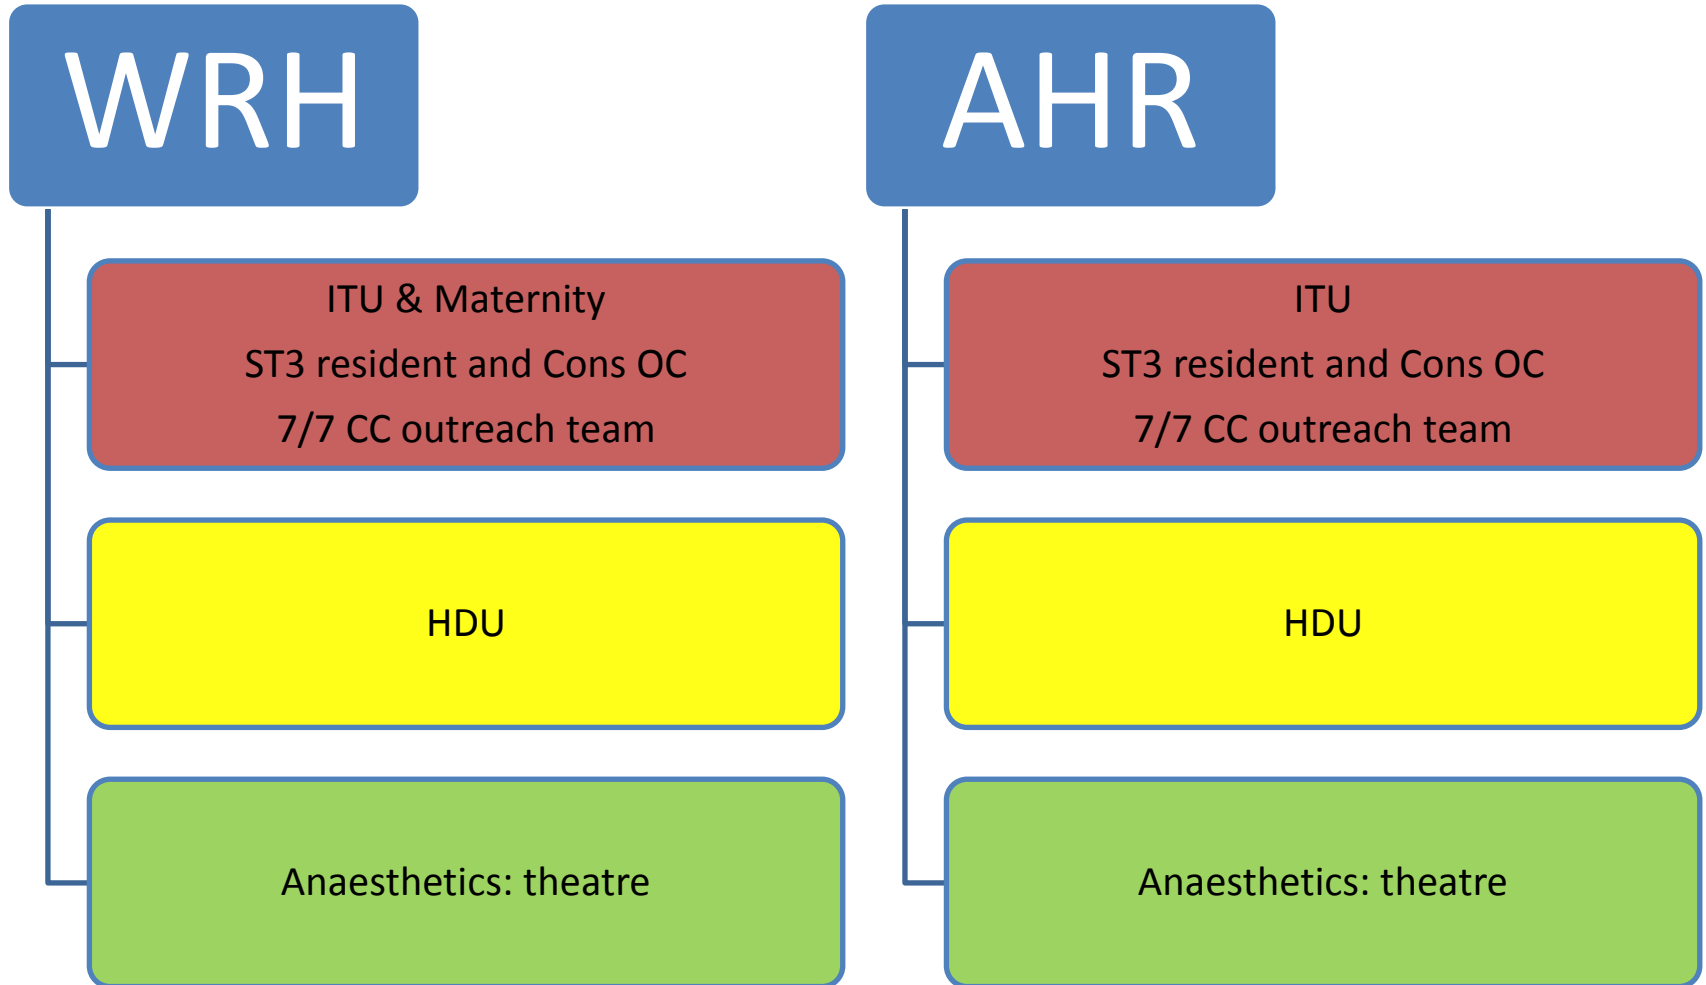 WRH
ITU & Maternity
ST3 resident and Cons OC
7/7 CC outreach team
HDU
Anaesthetics: theatre
AHR
ITU
ST3 resident and Cons OC
7/7 CC outreach team
HDU
Anaesthetics: theatre